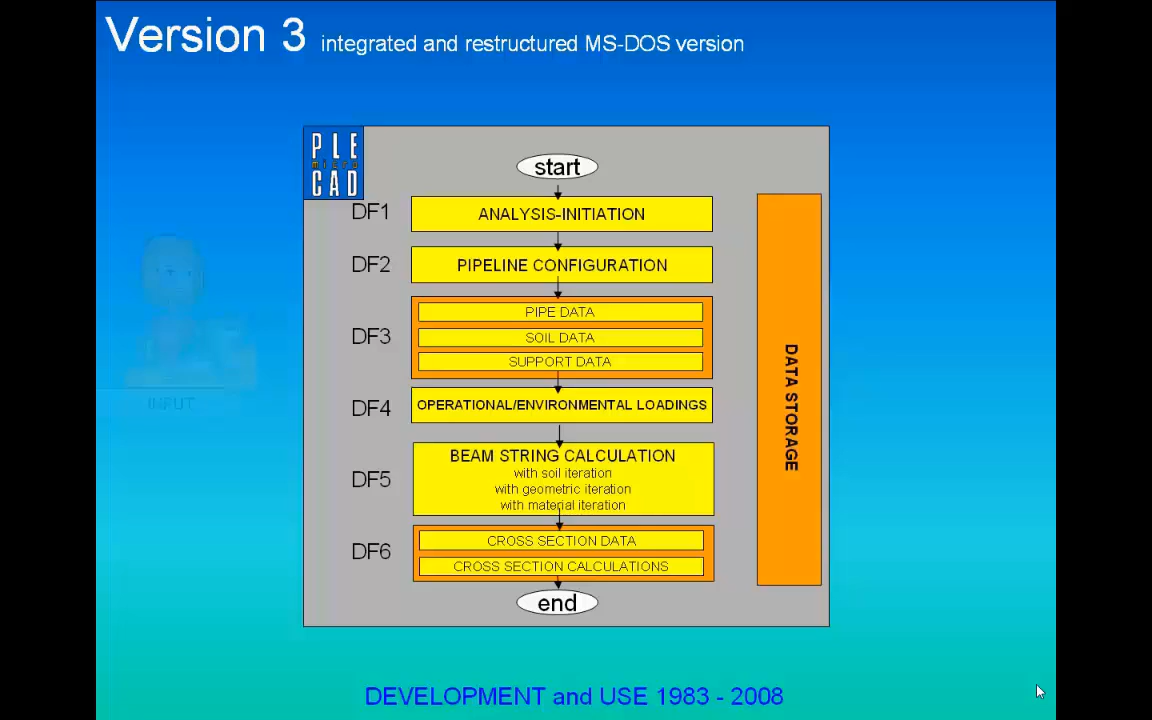 Version 3 integrated and restructured MS-DOS version
PLE
micro
CAD
start
DF1 ANALYSIS-INITIATION
DF2 PIPELINE CONFIGURATION
DF3
PIPE DATA
SOIL DATA
SUPPORT DATA
DF4 OPERATIONAL/ENVIRONMENTAL LOADINGS
DF5
BEAM STRING CALCULATION
with soil iteration
with geometric iteration
with material iteration
DF6
CROSS SECTION DATA
CROSS SECTION CALCULATIONS
end
DATA STORAGE
INPUT
DEVELOPMENT and USE 1983 - 2008